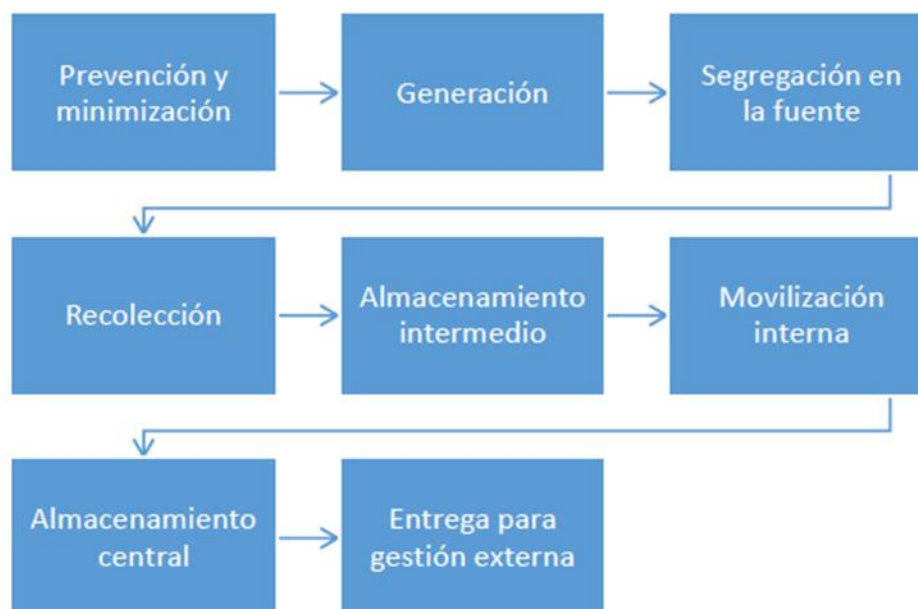 Prevención y
minimización
Generación
Segregación en
la fuente
Recolección
Almacenamiento
intermedio
Movilización
interna
Almacenamiento
central
Entrega para
gestión externa